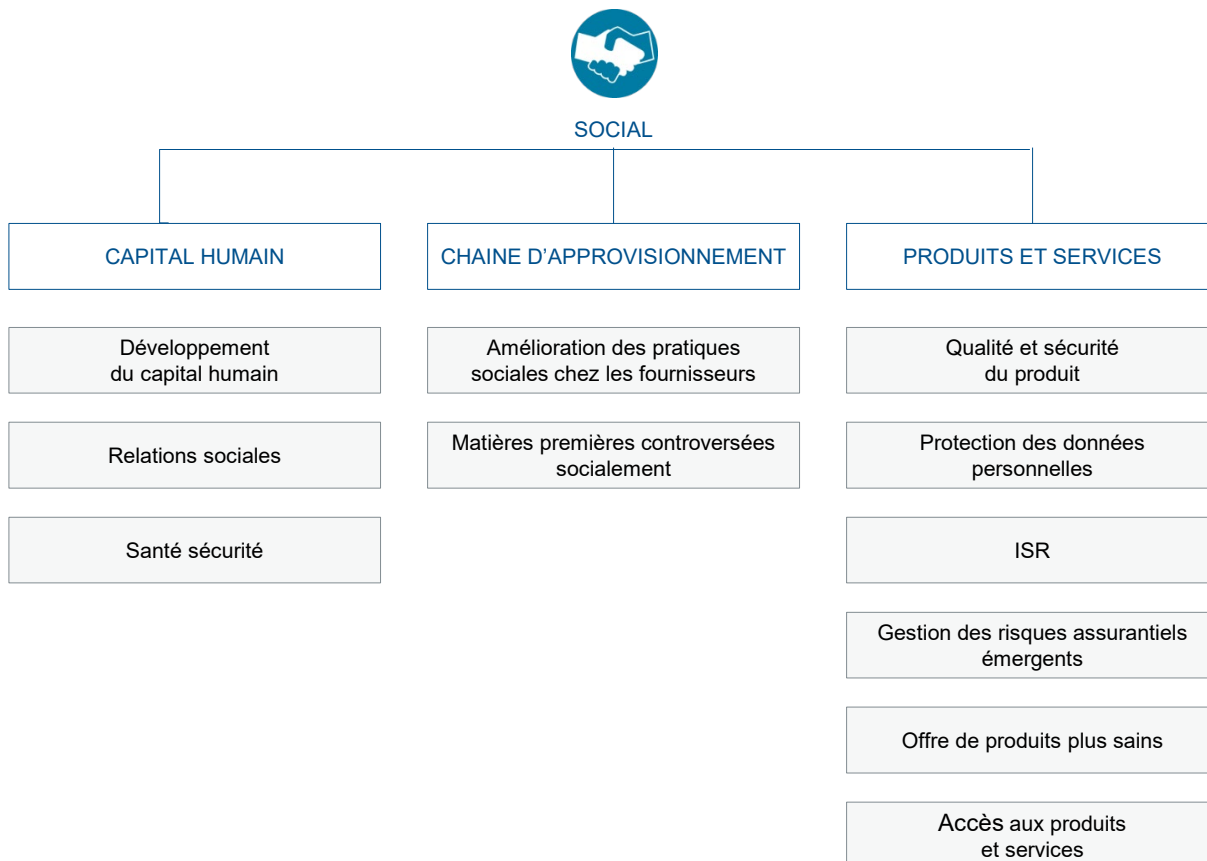 SOCIAL
CAPITAL HUMAIN
Développement
du capital humain
Relations sociales
Santé sécurité
CHAINE D’APPROVISIONNEMENT
Amélioration des pratiques
sociales chez les fournisseurs
Matières premières controversées
socialement
PRODUITS ET SERVICES
Qualité et sécurité
du produit
Protection des données
personnelles
ISR
Gestion des risques assurantiels
émergents
Offre de produits plus sains
Accès aux produits
et services